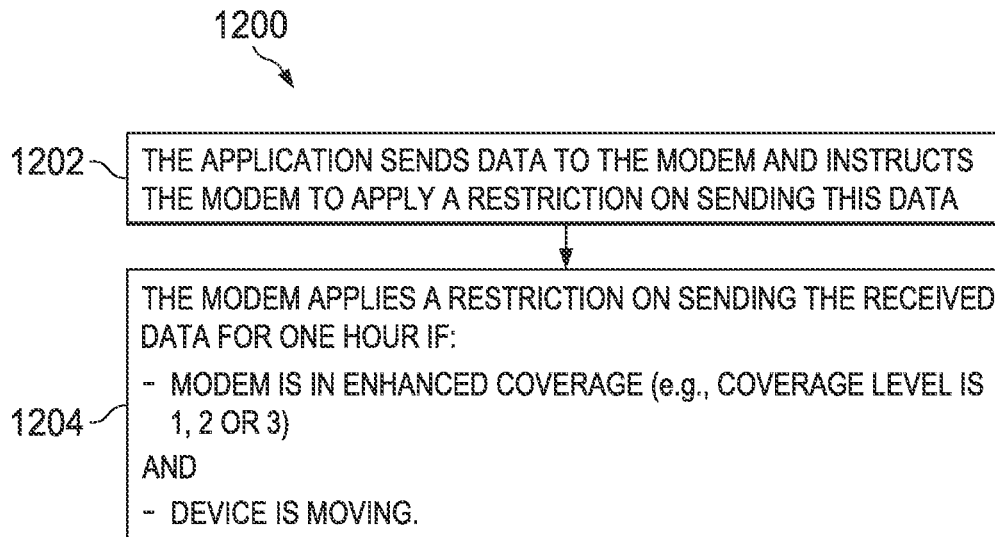 1200
1202
THE APPLICATION SENDS DATA TO THE MODEM AND INSTRUCTS
THE MODEM TO APPLY A RESTRICTION ON SENDING THIS DATA
THE MODEM APPLIES A RESTRICTION ON SENDING THE RECEIVED
DATA FOR ONE HOUR IF:
- MODEM IS IN ENHANCED COVERAGE (e.g., COVERAGE LEVEL IS
1204
1, 2 OR 3)
AND
- DEVICE IS MOVING.